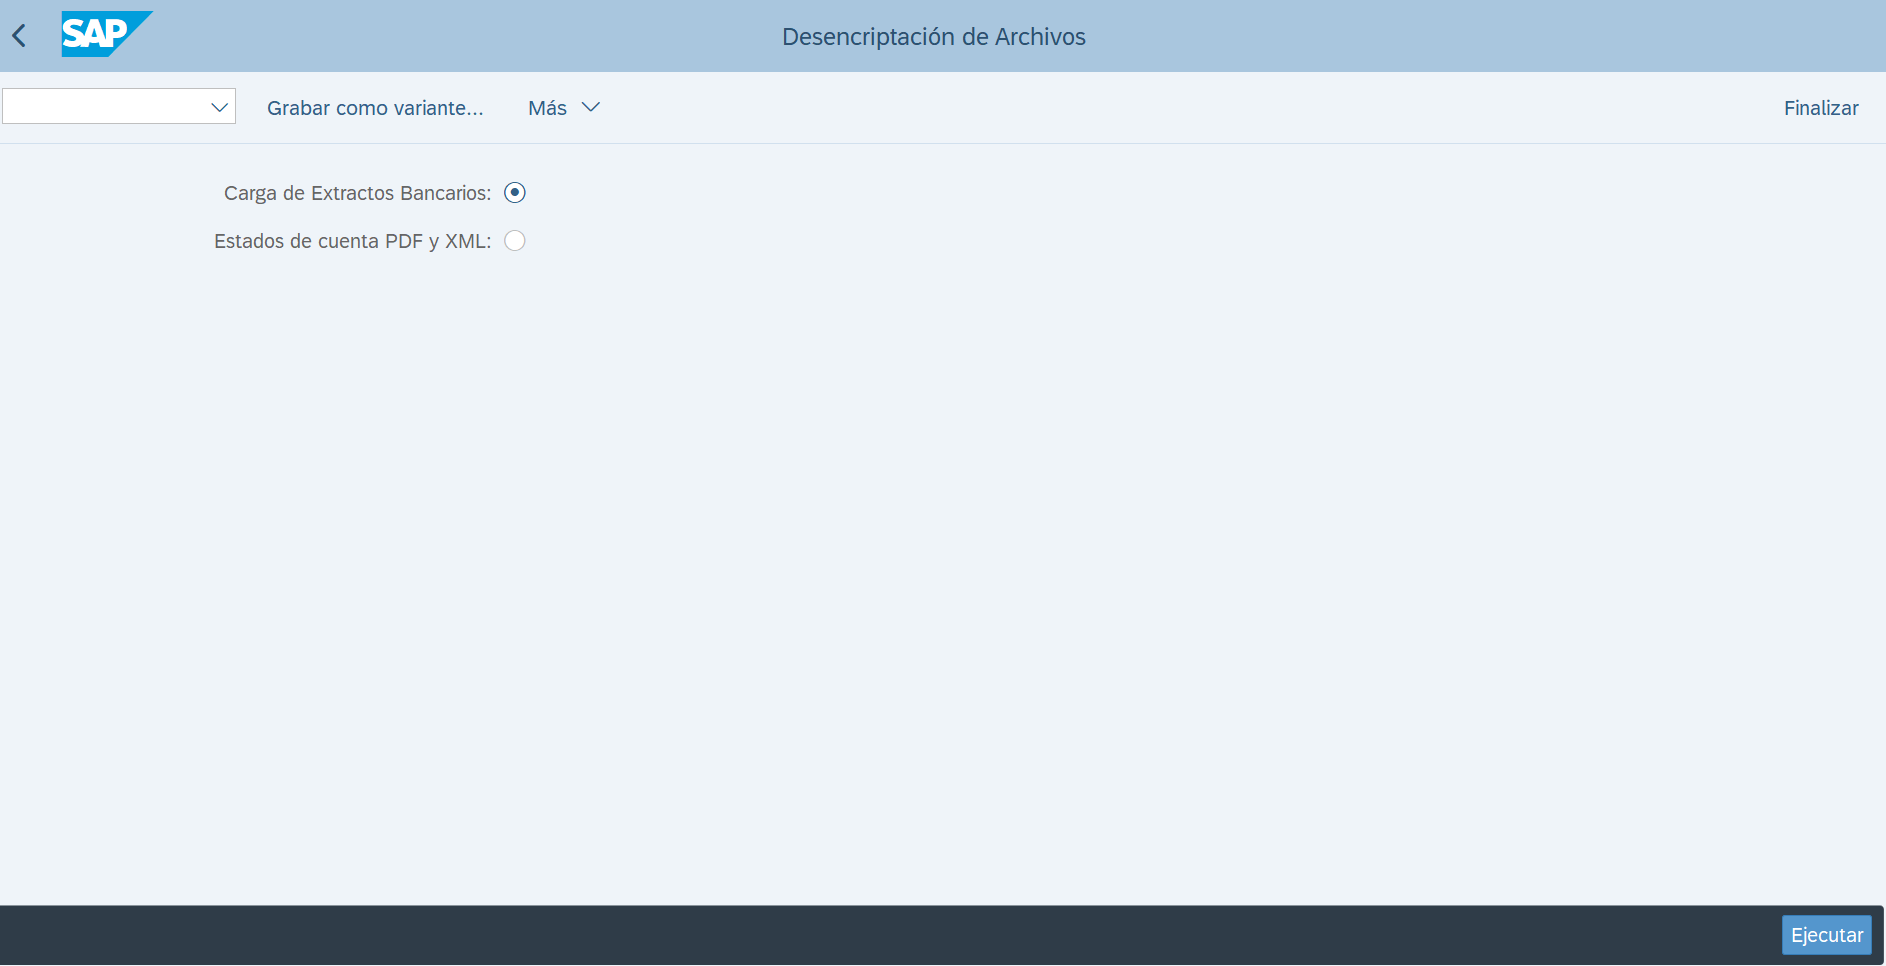 SAP
Desencriptación de Archivos
Grabar como variante...
Más
Finalizar
Carga de Extractos Bancarios:
Estados de cuenta PDF y XML:
Ejecutar